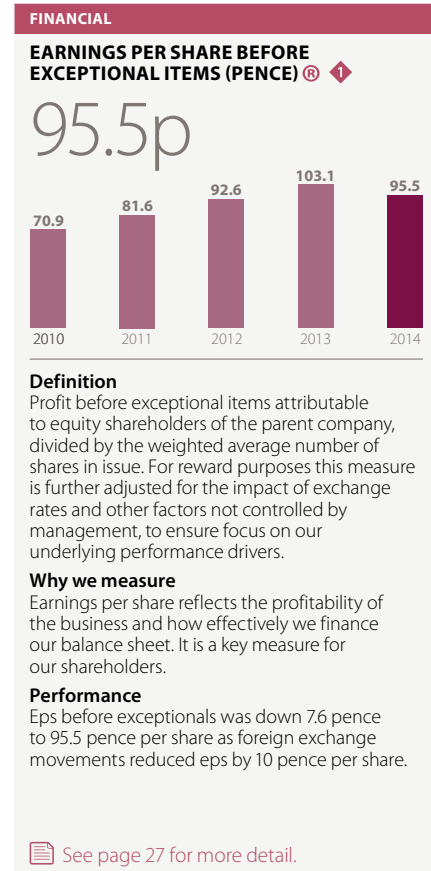 FINANCIAL
EARNINGS PER SHARE BEFORE
EXCEPTIONAL ITEMS (PENCE) ® 1
95.5p
70.9
81.6
92.6
103.1
95.5
2010
2011
2012
2013
2014
Definition
Profit before exceptional items attributable
to equity shareholders of the parent company,
divided by the weighted average number of
shares in issue. For reward purposes this measure
is further adjusted for the impact of exchange
rates and other factors not controlled by
management, to ensure focus on our
underlying performance drivers.
Why we measure
Earnings per share reflects the profitability of
the business and how effectively we finance
our balance sheet. It is a key measure for
our shareholders.
Performance
Eps before exceptionals was down 7.6 pence
to 95.5 pence per share as foreign exchange
movements reduced eps by 10 pence per share.
See page 27 for more detail.